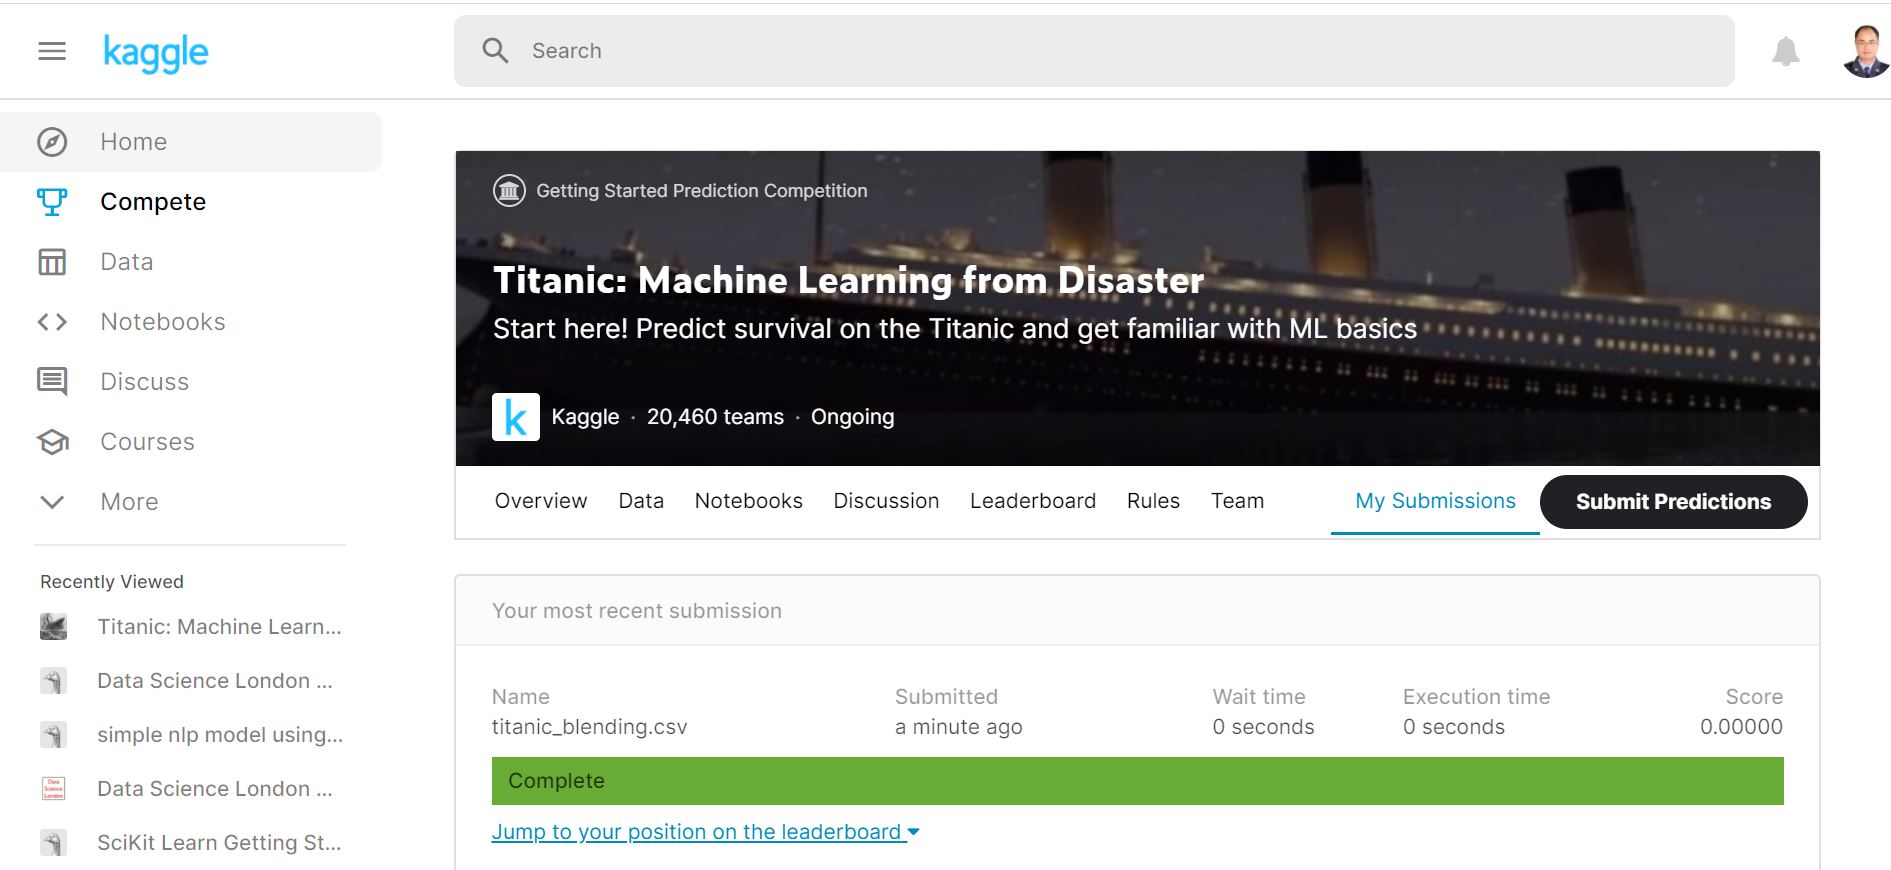 kaggle
Search
Home
Compete
Data
Notebooks
Discuss
Courses
More
Recently Viewed
Titanic: Machine Learn...
Data Science London ...
simple nlp model using...
Data Science London ...
SciKit Learn Getting St...
Getting Started Prediction Competition
Titanic: Machine Learning from Disaster
Start here! Predict survival on the Titanic and get familiar with ML basics
k Kaggle · 20,460 teams · Ongoing
Overview Data Notebooks Discussion Leaderboard Rules Team My Submissions Submit Predictions
Your most recent submission
Name Submitted Wait time Execution time Score
titanic_blending.csv a minute ago 0 seconds 0 seconds 0.00000
Complete
Jump to your position on the leaderboard
Data
Science
London